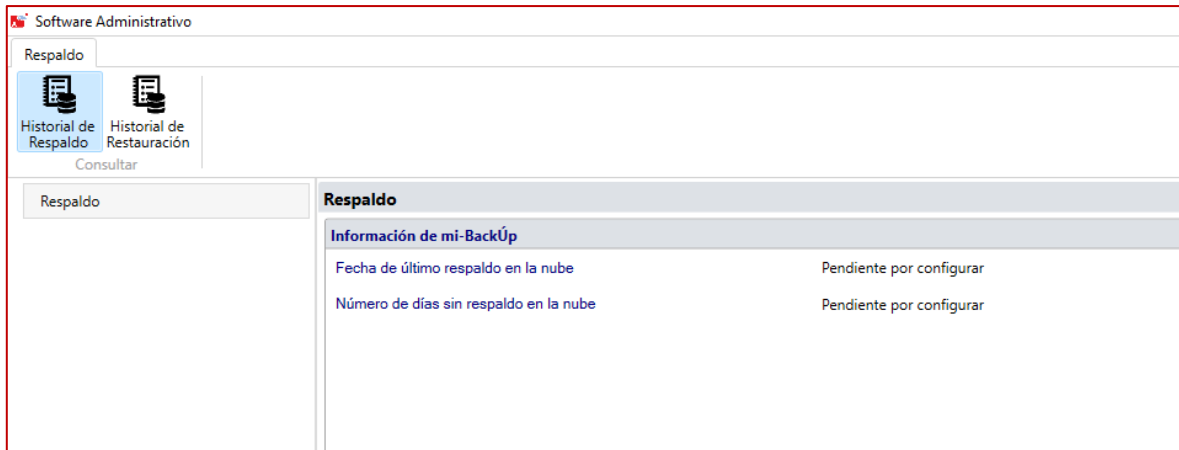 Software Administrativo
Respaldo
Historial de Respaldo
Historial de Restauración
Consultar
Respaldo
Respaldo
Información de mi-BackÚp
Fecha de último respaldo en la nube Pendiente por configurar
Número de días sin respaldo en la nube Pendiente por configurar